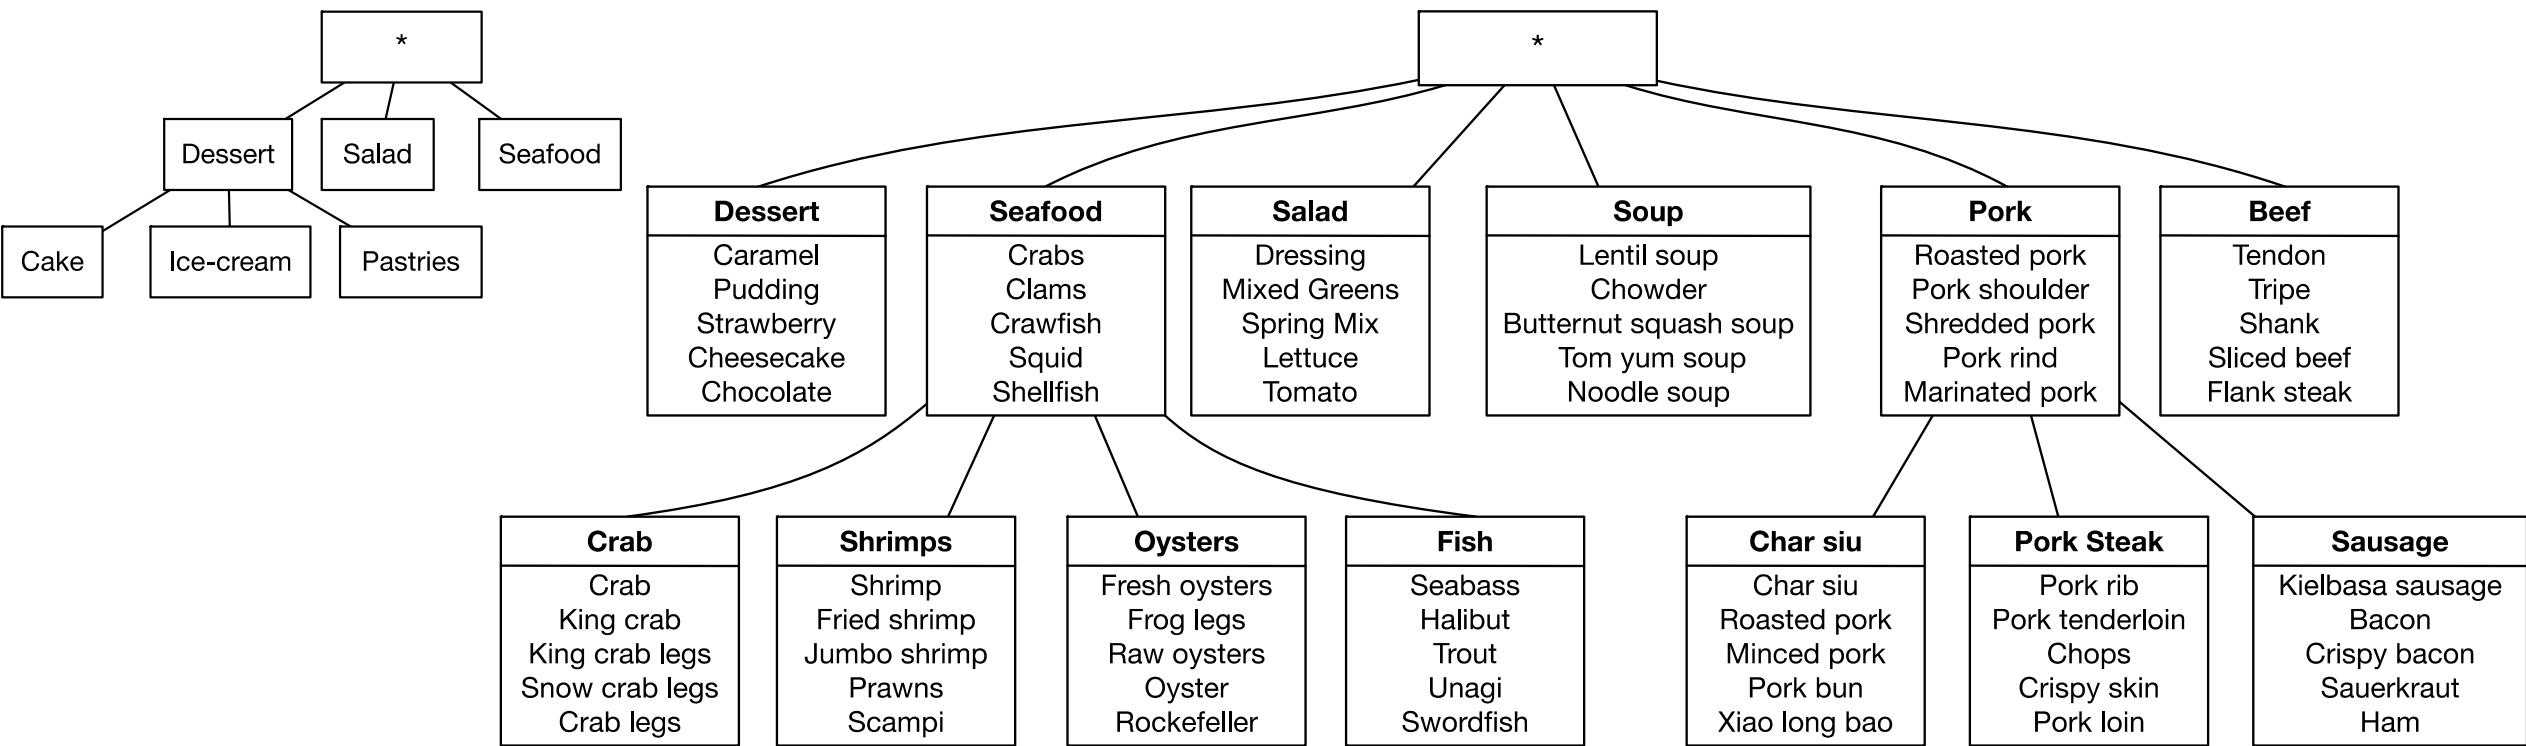 *
Dessert
Salad
Seafood
Cake
Ice-cream
Pastries
*
Dessert
Caramel
Pudding
Strawberry
Cheesecake
Chocolate
Seafood
Crabs
Clams
Crawfish
Squid
Shellfish
Salad
Dressing
Mixed Greens
Spring Mix
Lettuce
Tomato
Soup
Lentil soup
Chowder
Butternut squash soup
Tom yum soup
Noodle soup
Pork
Roasted pork
Pork shoulder
Shredded pork
Pork rind
Marinated pork
Beef
Tendon
Tripe
Shank
Sliced beef
Flank steak
Crab
Crab
King crab
King crab legs
Snow crab legs
Crab legs
Shrimps
Shrimp
Fried shrimp
Jumbo shrimp
Prawns
Scampi
Oysters
Fresh oysters
Frog legs
Raw oysters
Oyster
Rockefeller
Fish
Seabass
Halibut
Trout
Unagi
Swordfish
Char siu
Char siu
Roasted pork
Minced pork
Pork bun
Xiao long bao
Pork Steak
Pork rib
Pork tenderloin
Chops
Crispy skin
Pork loin
Sausage
Kielbasa sausage
Bacon
Crispy bacon
Sauerkraut
Ham